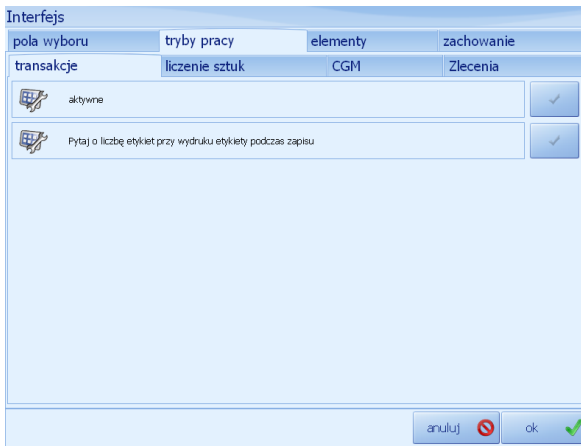 Interfejs
pola wyboru tryby pracy elementy zachowanie
transakcje liczenie sztuk CGM Zlecenia
aktywne
Pytaj o liczbę etykiet przy wydruku etykiety podczas zapisu
anuluj ok